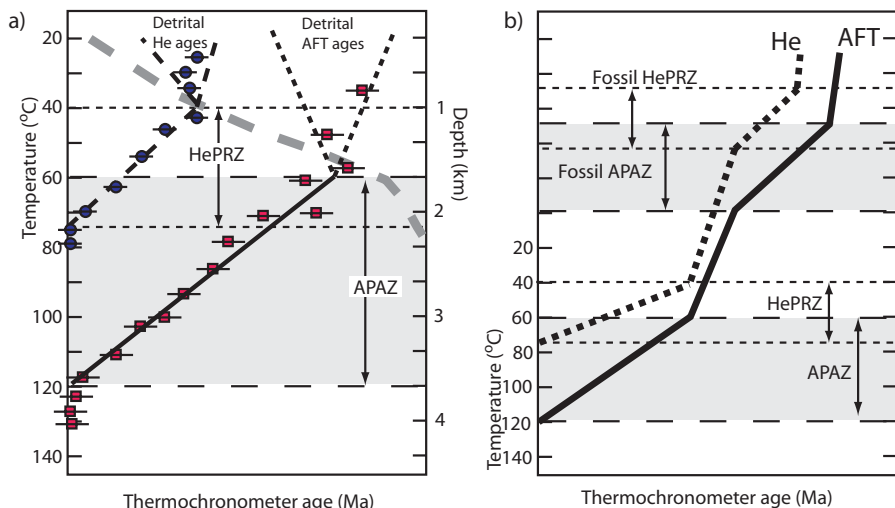 a)
Detrital
He ages
Detrital
AFT ages
20
40
60
80
100
120
140
Temperature (°C)
HePRZ
APAZ
1
2
3
4
Depth (km)
Thermochronometer age (Ma)
b)
He
AFT
Fossil HePRZ
Fossil APAZ
20
40
60
80
100
120
140
Temperature (°C)
HePRZ
APAZ
Thermochronometer age (Ma)